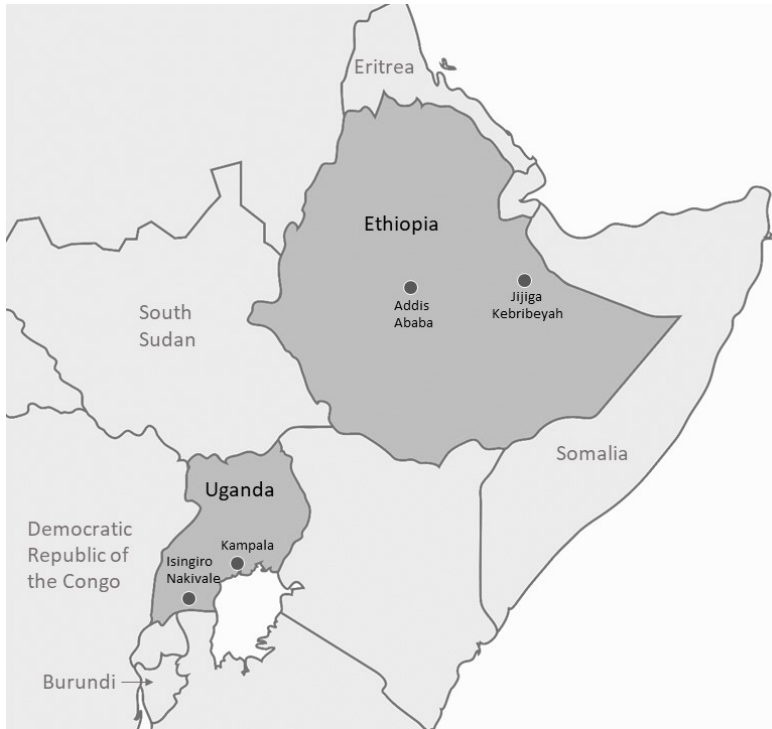 Eritrea
Ethiopia
Addis
Ababa
Jijiga
Kebribeyah
South
Sudan
Somalia
Uganda
Democratic
Republic of
the Congo
Kampala
Isingiro
Nakivale
Burundi